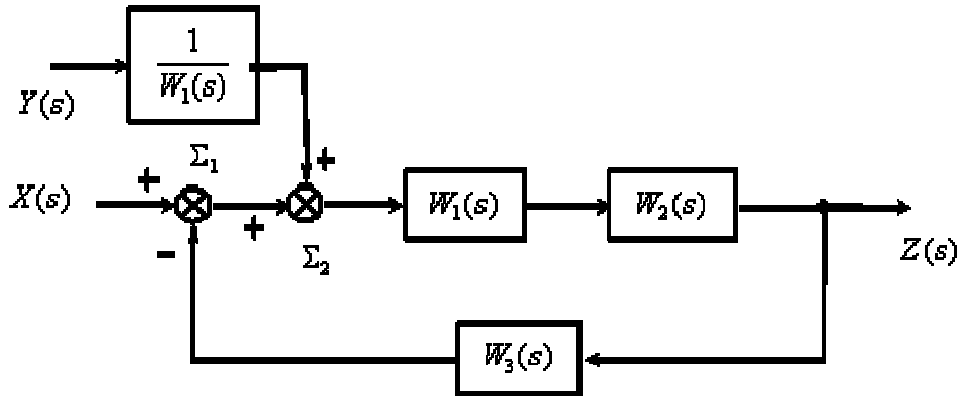 1
W₁(s)
Y(s)
Σ₁
+
+
X(s)
W₁(s)
W₂(s)
+
-
Σ₂
Z(s)
W₃(s)